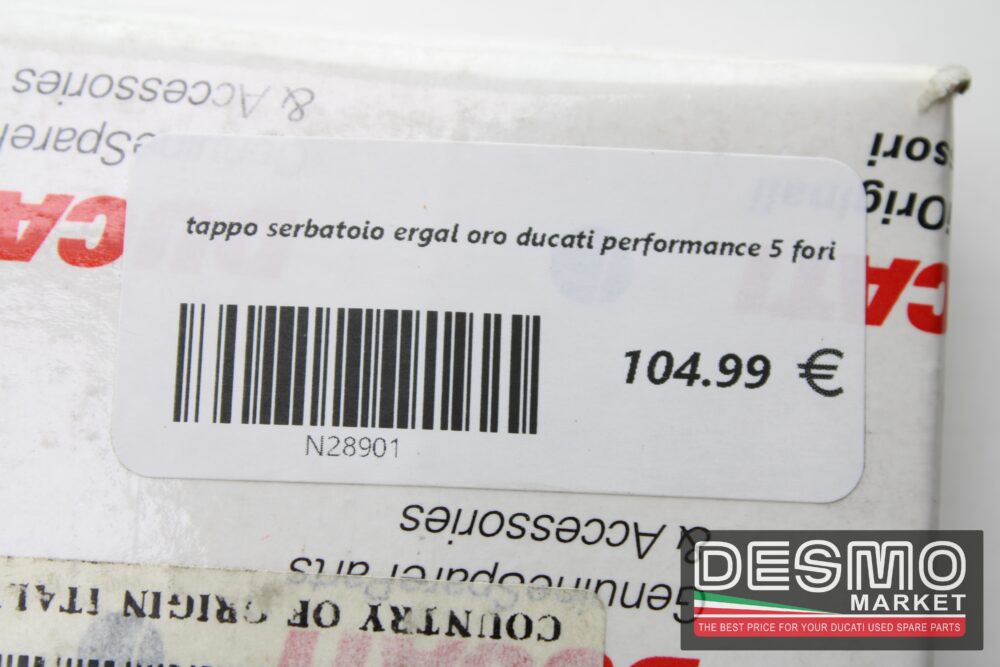 & Accessories
tappo serbatoio ergal oro ducati performance 5 fori
104.99 €
N28901
& Accessories
COUNTRY OF ORIGIN ITAL
DESMO
MARKET
THE BEST PRICE FOR YOUR DUCATI USED SPARE PARTS